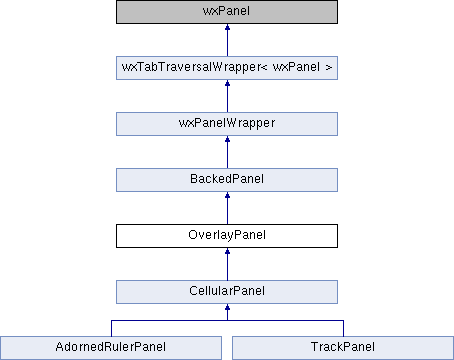 wxPanel
wxTabTraversalWrapper< wxPanel >
wxPanelWrapper
BackedPanel
OverlayPanel
CellularPanel
AdornedRulerPanel
TrackPanel